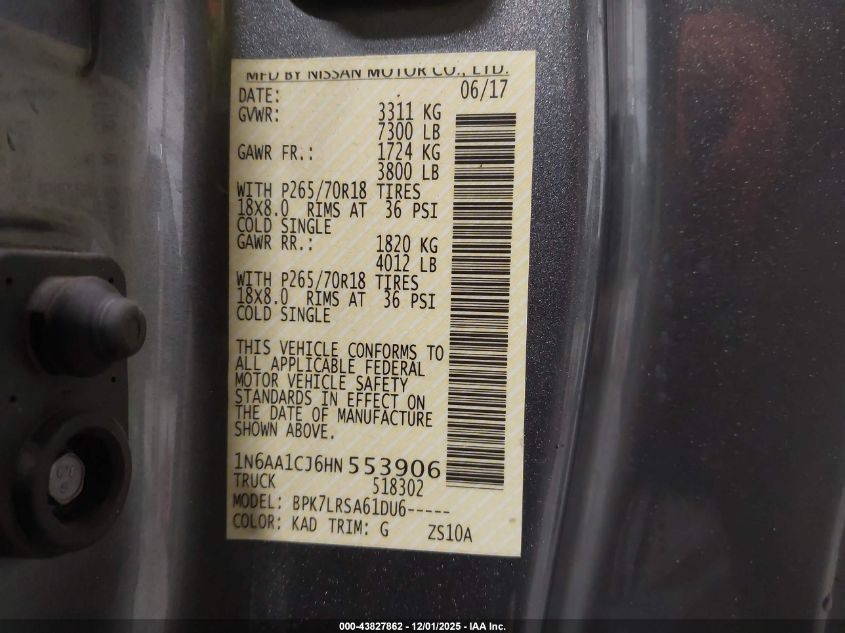 MFD BY NISSAN MOTOR CO., LTD.
DATE: 06/17
GVWR: 3311 KG
7300 LB
GAWR FR.: 1724 KG
3800 LB
WITH P265/70R18 TIRES
18X8.0 RIMS AT 36 PSI
COLD SINGLE
GAWR RR.: 1820 KG
4012 LB
WITH P265/70R18 TIRES
18X8.0 RIMS AT 36 PSI
COLD SINGLE
THIS VEHICLE CONFORMS TO
ALL APPLICABLE FEDERAL
MOTOR VEHICLE SAFETY
STANDARDS IN EFFECT ON
THE DATE OF MANUFACTURE
SHOWN ABOVE.
1N6AA1CJ6HN553906
TRUCK 518302
MODEL: BPK7LRSA61DU6-----
COLOR: KAD TRIM: G ZS10A
000-43827862 - 12/01/2025 - IAA Inc.